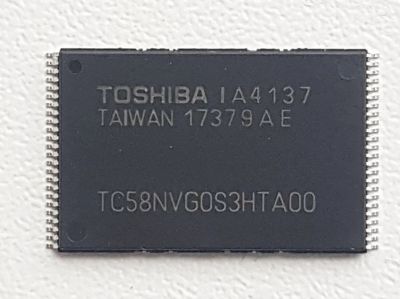 TOSHIBA IA4137
TAIWAN 17379AE
TC58NVG0S3HTA00